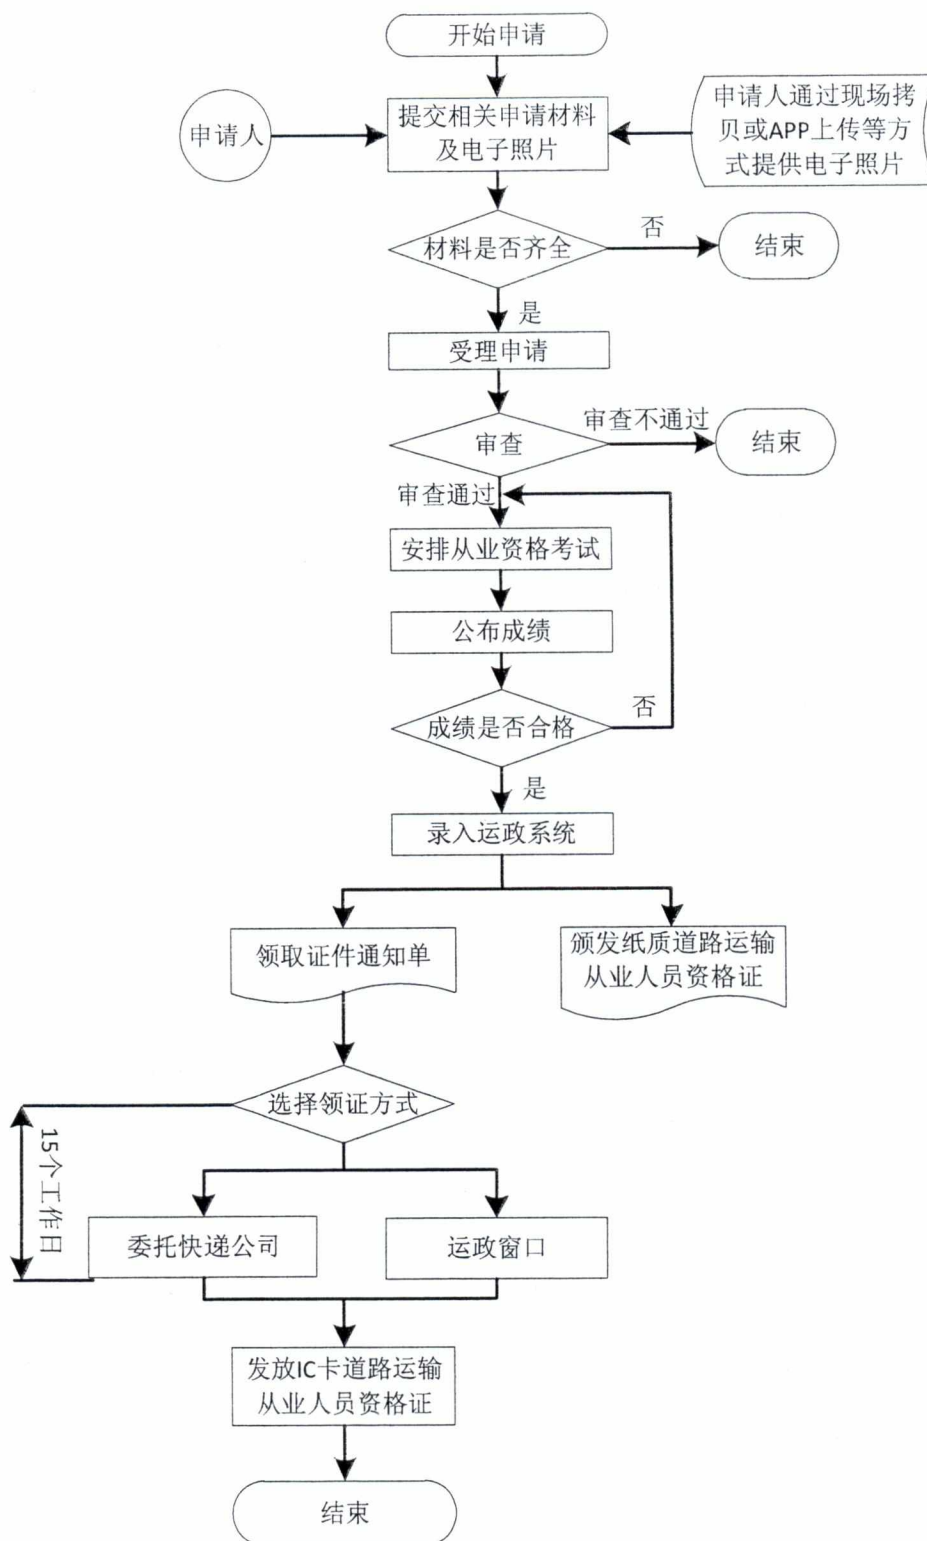 开始申请
申请人
提交相关申请材料
及电子照片
申请人通过现场拷
贝或APP上传等方
式提供电子照片
材料是否齐全
否
结束
是
受理申请
审查
审查不通过
结束
审查通过
安排从业资格考试
公布成绩
成绩是否合格
否
是
录入运政系统
领取证件通知单
颁发纸质道路运输
从业人员资格证
选择领证方式
15个工作日
委托快递公司
运政窗口
发放IC卡道路运输
从业人员资格证
结束